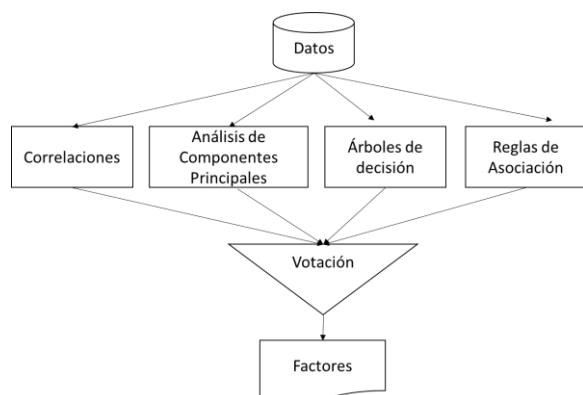 Datos
Correlaciones
Análisis de
Componentes
Principales
Árboles de
decisión
Reglas de
Asociación
Votación
Factores